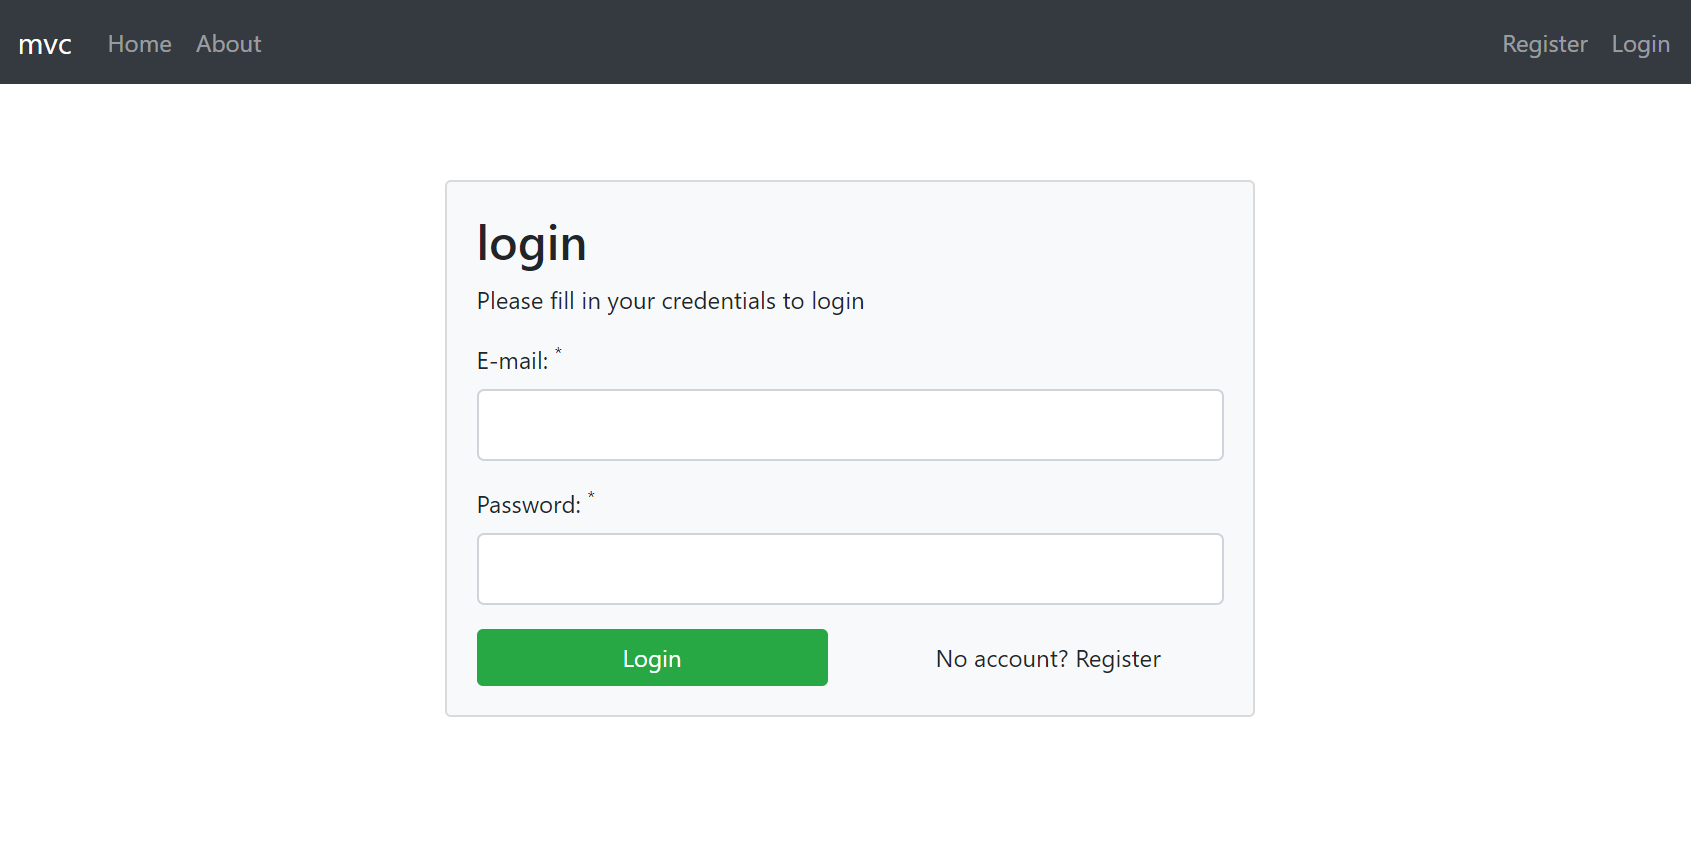 mvc Home About Register Login
login
Please fill in your credentials to login
E-mail: *
Password: *
Login No account? Register